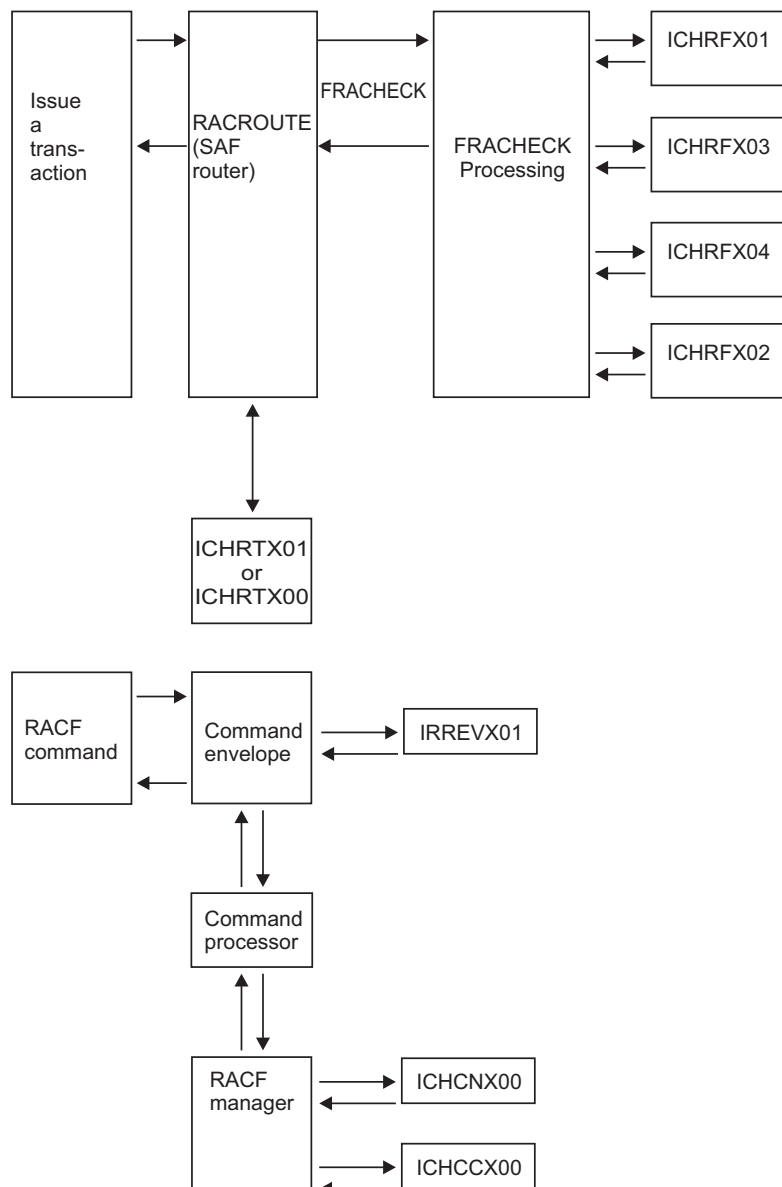 Issue
a
trans-
action
RACROUTE
(SAF
router)
FRACHECK
FRACHECK
Processing
ICHRFX01
ICHRFX03
ICHRFX04
ICHRFX02
ICHRTX01
or
ICHRTX00
RACF
command
Command
envelope
IRREVX01
Command
processor
RACF
manager
ICHCNX00
ICHCCX00